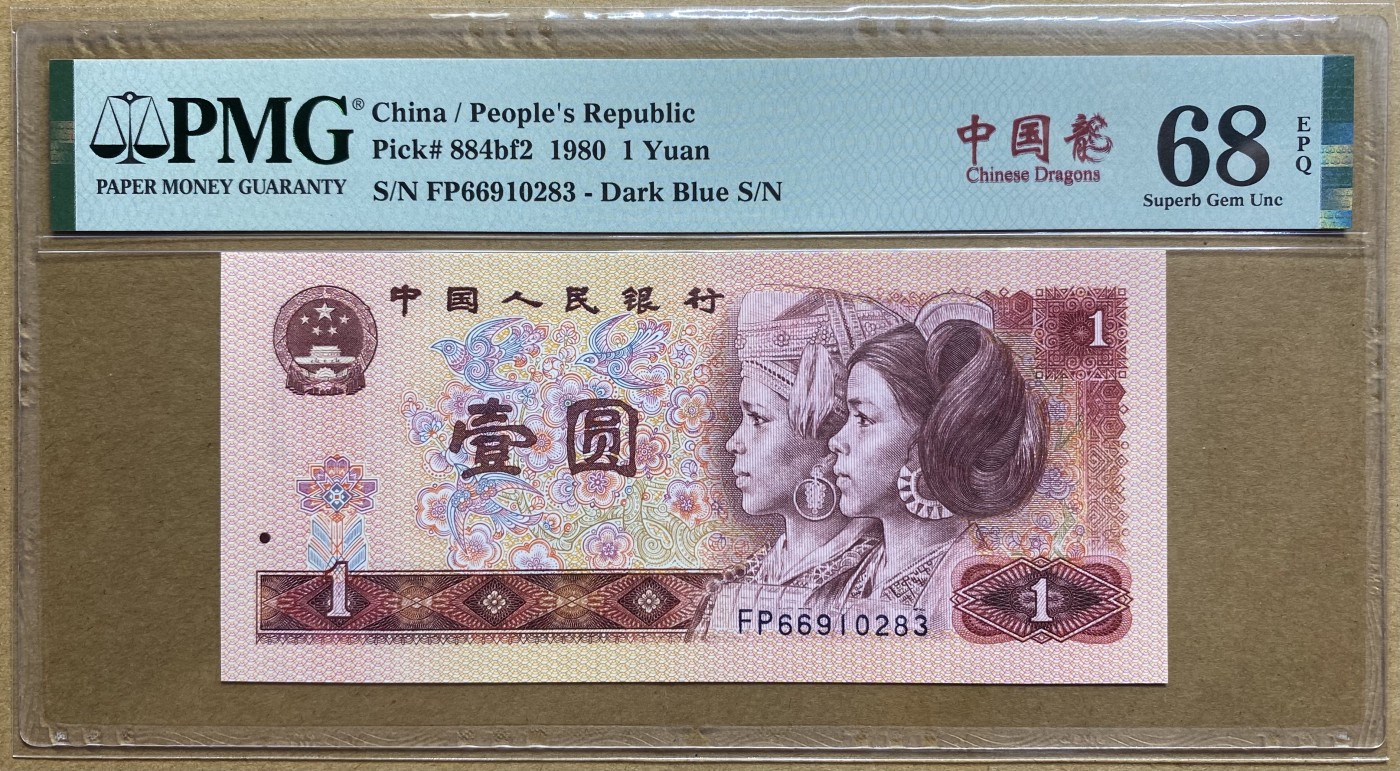 PMG®
PAPER MONEY GUARANTY
China / People's Republic
Pick# 884bf2 1980 1 Yuan
S/N FP66910283 - Dark Blue S/N
中国龍
Chinese Dragons
68
EPQ
Superb Gem Unc
中国人民银行
1
壹圆
1
FP66910283
1